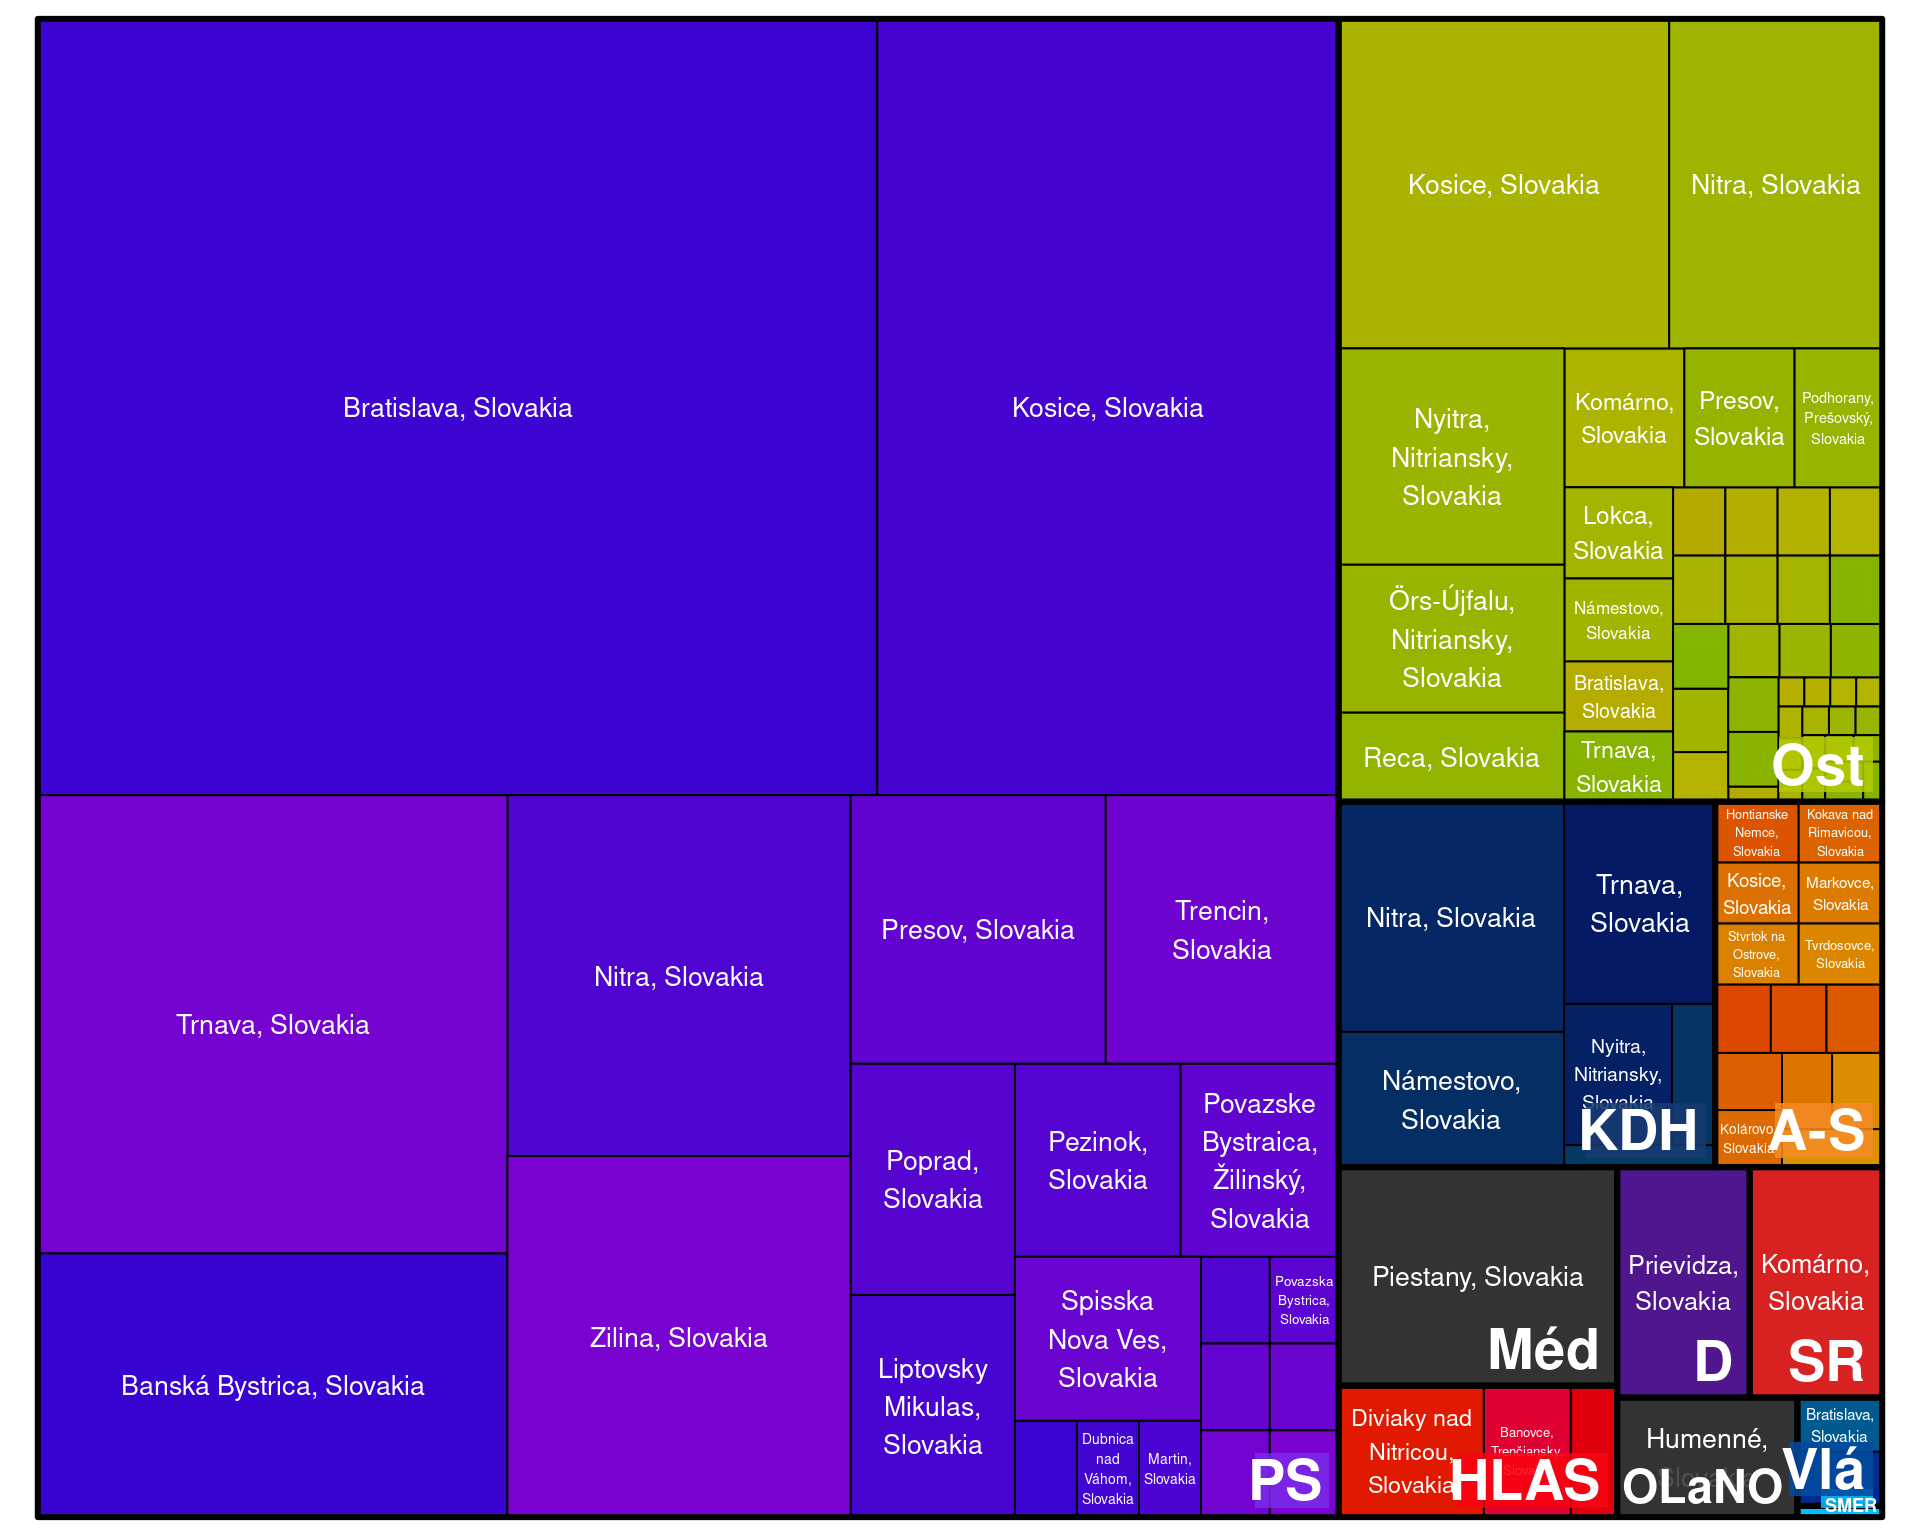 Bratislava, Slovakia
Kosice, Slovakia
Trnava, Slovakia
Banská Bystrica, Slovakia
Nitra, Slovakia
Zilina, Slovakia
Presov, Slovakia
Trencin,
Slovakia
Poprad,
Slovakia
Liptovsky
Mikulas,
Slovakia
Pezinok,
Slovakia
Povazske
Bystraica,
Žilinský,
Slovakia
Spisska
Nova Ves,
Slovakia
Povazska
Bystrica,
Slovakia
Dubnica
nad
Váhom,
Slovakia
Martin,
Slovakia
PS
Kosice, Slovakia
Nitra, Slovakia
Nyitra,
Nitriansky,
Slovakia
Örs-Újfalu,
Nitriansky,
Slovakia
Reca, Slovakia
Komárno,
Slovakia
Presov,
Slovakia
Podhorany,
Prešovský,
Slovakia
Lokca,
Slovakia
Námestovo,
Slovakia
Bratislava,
Slovakia
Trnava,
Slovakia
Ost
Nitra, Slovakia
Námestovo,
Slovakia
Trnava,
Slovakia
Nyitra,
Nitriansky,
Slovakia
KDH
Hontianske
Nemce,
Slovakia
Kokava nad
Rimavicou,
Slovakia
Kosice,
Slovakia
Markovce,
Slovakia
Stvrtok na
Ostrove,
Slovakia
Tvrdosovce,
Slovakia
Kolárovo,
Slovakia
A-S
Piestany, Slovakia
Méd
Prievidza,
Slovakia
D
Komárno,
Slovakia
SR
Diviaky nad
Nitricou,
Slovakia
Banovce,
Trenčiansky,
Slovakia
HLAS
Humenné,
Slovakia
OLaNO
Bratislava,
Slovakia
Vlá
SMER